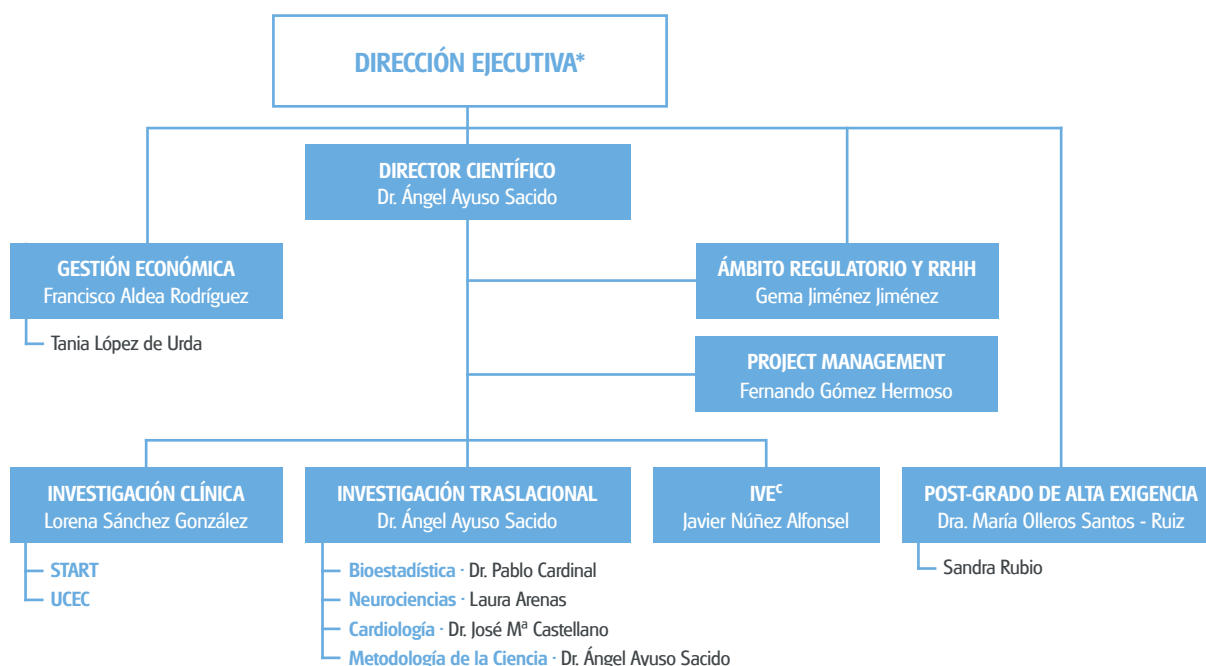 DIRECCIÓN EJECUTIVA*
DIRECTOR CIENTÍFICO
Dr. Ángel Ayuso Sacido
GESTIÓN ECONÓMICA
Francisco Aldea Rodríguez
Tania López de Urda
ÁMBITO REGULATORIO Y RRHH
Gema Jiménez Jiménez
PROJECT MANAGEMENT
Fernando Gómez Hermoso
INVESTIGACIÓN CLÍNICA
Lorena Sánchez González
START
UCEC
INVESTIGACIÓN TRASLACIONAL
Dr. Ángel Ayuso Sacido
Bioestadística · Dr. Pablo Cardinal
Neurociencias · Laura Arenas
Cardiología · Dr. José Mª Castellano
Metodología de la Ciencia · Dr. Ángel Ayuso Sacido
IVEᶜ
Javier Núñez Alfonsel
POST-GRADO DE ALTA EXIGENCIA
Dra. María Olleros Santos - Ruiz
Sandra Rubio